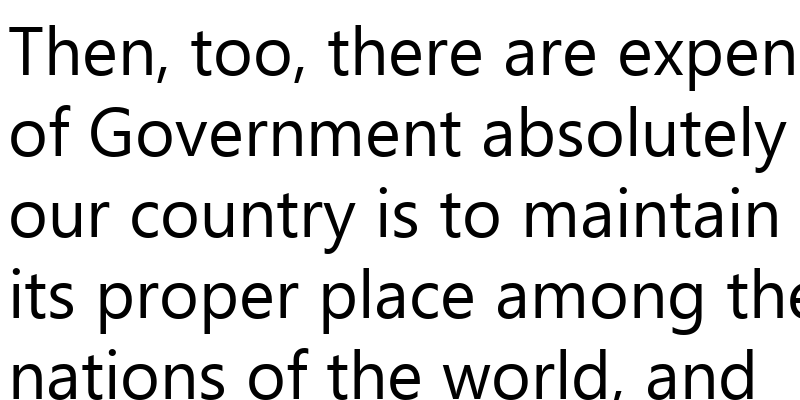 Then, too, there are expen
of Government absolutely
our country is to maintain
its proper place among the
nations of the world, and